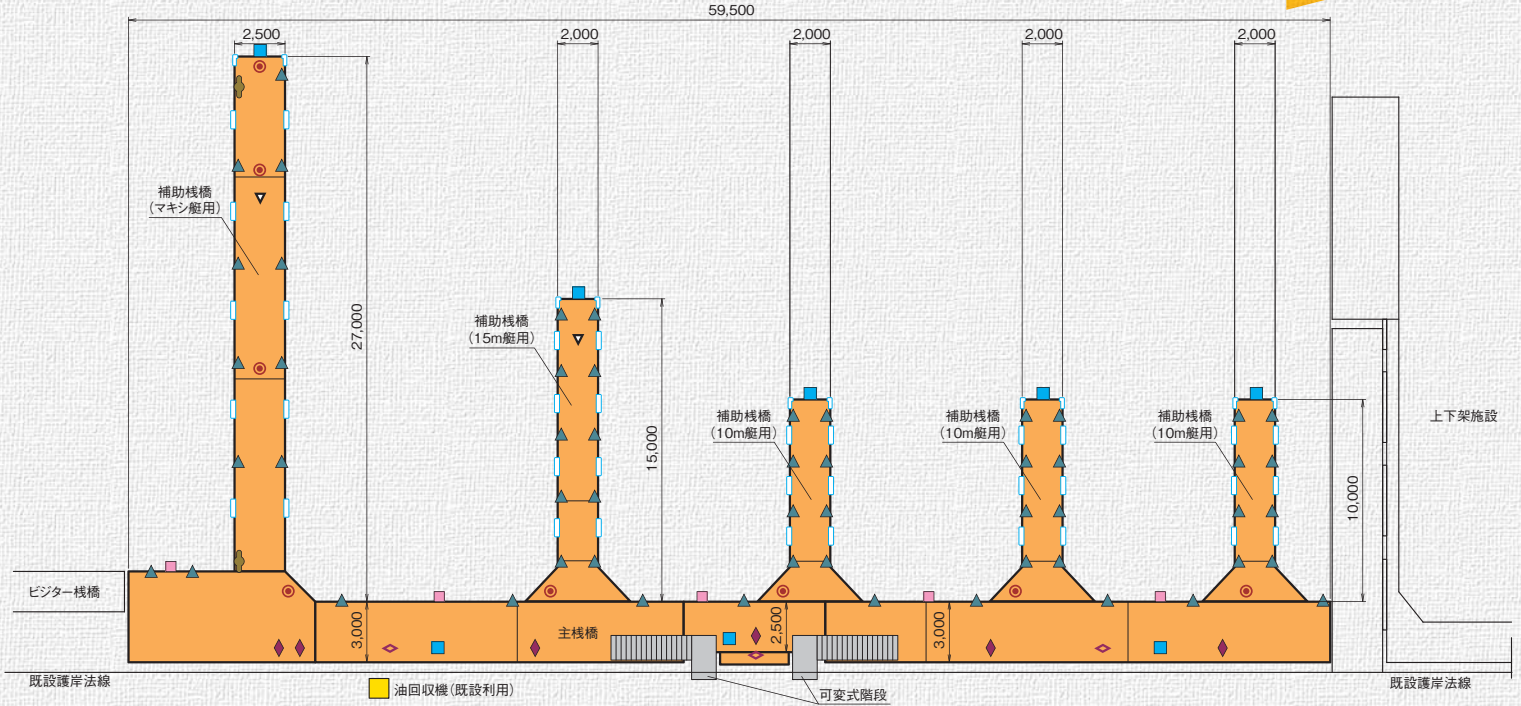 59,500
2,500
2,000
2,000
2,000
2,000
補助桟橋
(マキシ艇用)
27,000
補助桟橋
(15m艇用)
15,000
補助桟橋
(10m艇用)
補助桟橋
(10m艇用)
補助桟橋
(10m艇用)
10,000
上下架施設
ビジター桟橋
3,000
主桟橋
2,500
3,000
既設護岸法線
油回収機(既設利用)
可変式階段
既設護岸法線